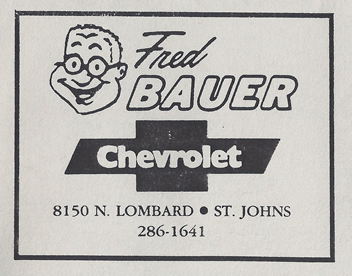 Fred
BAUER
Chevrolet
8150 N. LOMBARD ● ST. JOHNS
286-1641